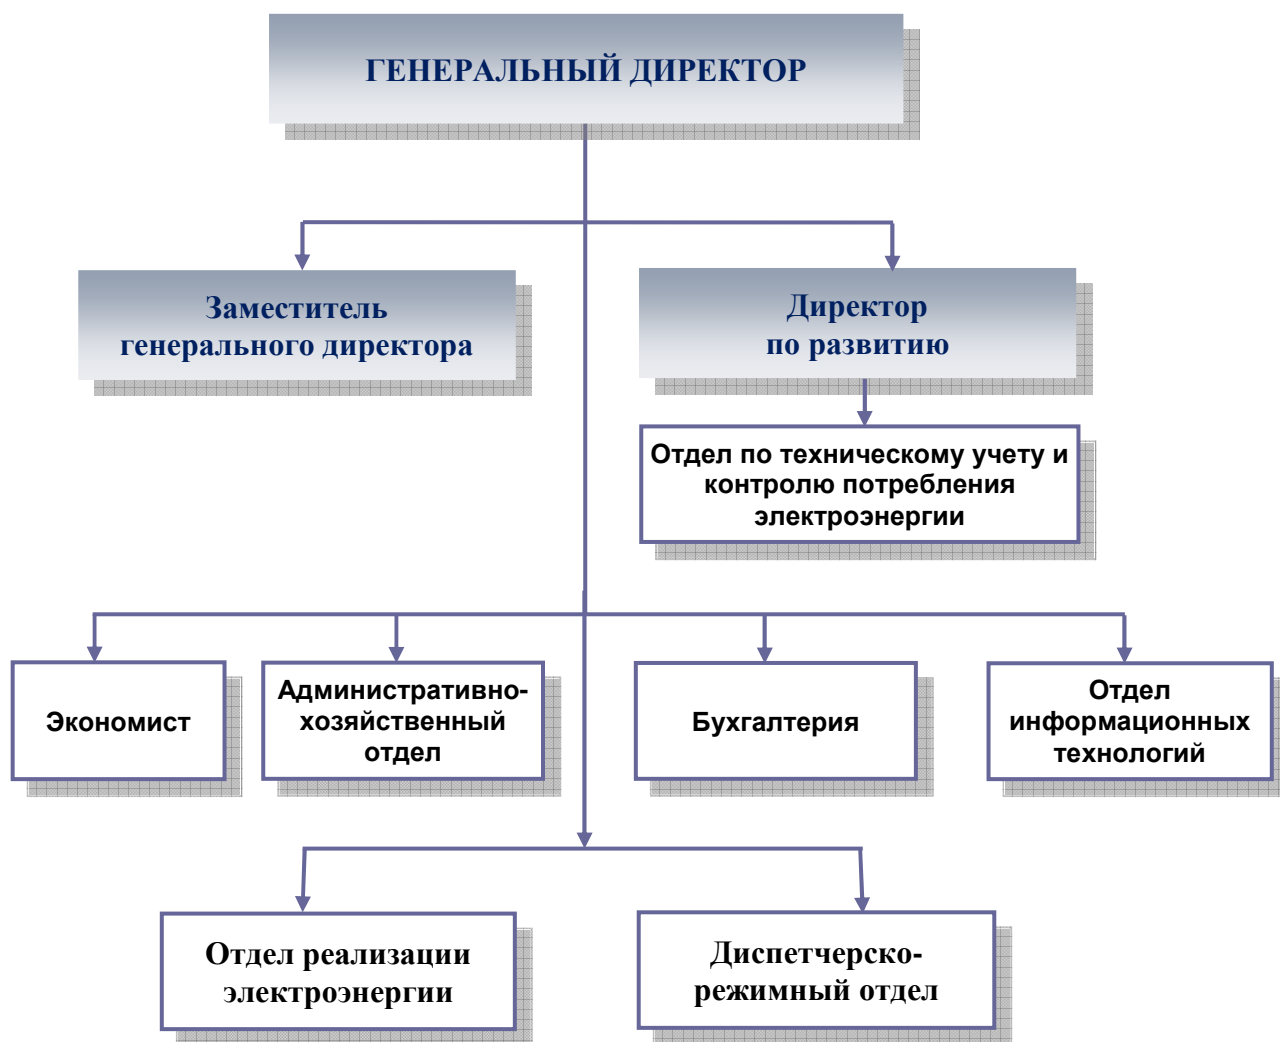 ГЕНЕРАЛЬНЫЙ ДИРЕКТОР
Заместитель
генерального директора
Директор
по развитию
Отдел по техническому учету и
контролю потребления
электроэнергии
Экономист
Административно-
хозяйственный
отдел
Бухгалтерия
Отдел
информационных
технологий
Отдел реализации
электроэнергии
Диспетчерско-
режимный отдел